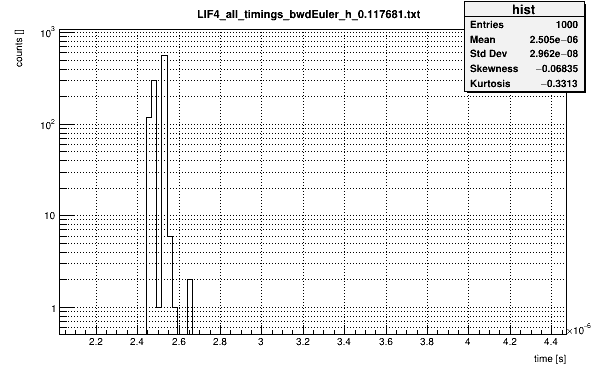 LIF4_all_timings_bwdEuler_h_0.117681.txt
hist
Entries 1000
Mean 2.505e−06
Std Dev 2.962e−08
Skewness −0.06835
Kurtosis −0.3313
counts []
10³
10²
10
1
2.2 2.4 2.6 2.8 3 3.2 3.4 3.6 3.8 4 4.2 4.4
×10⁻⁶
time [s]